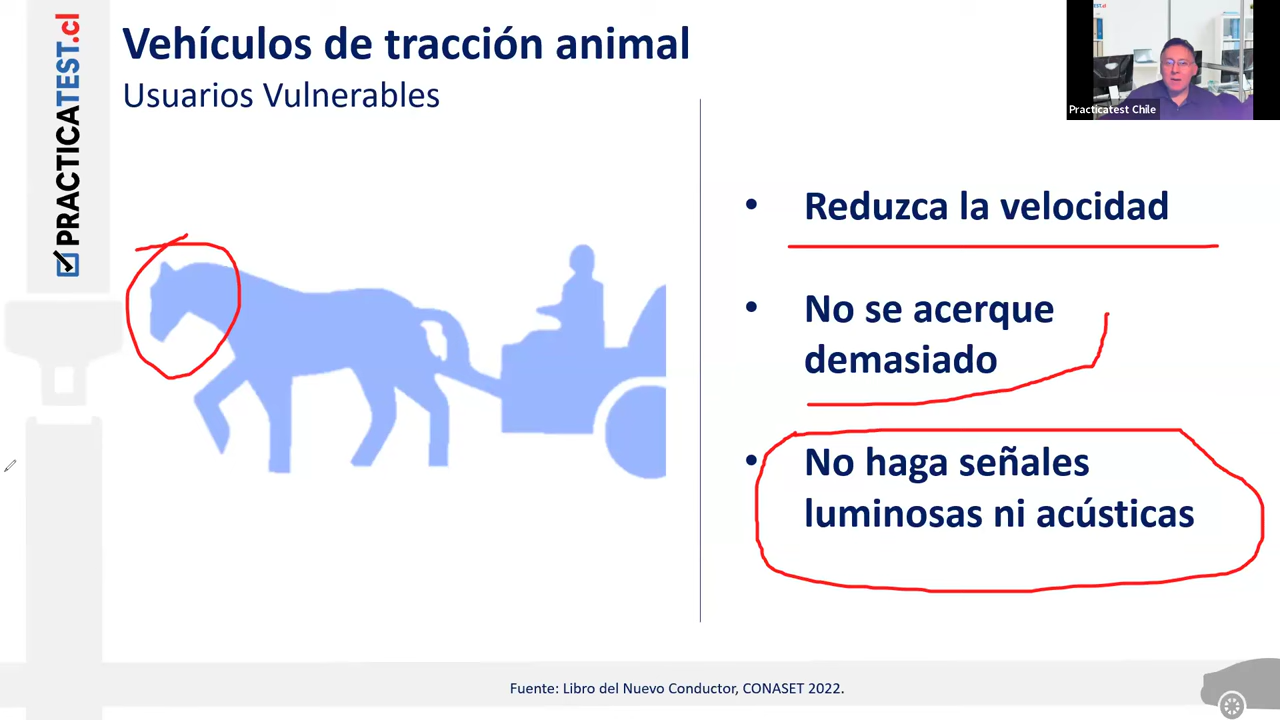 PRACTICATEST.cl
Vehículos de tracción animal
Usuarios Vulnerables
Practicatest Chile
• Reduzca la velocidad
• No se acerque
demasiado
• No haga señales
luminosas ni acústicas
Fuente: Libro del Nuevo Conductor, CONASET 2022.